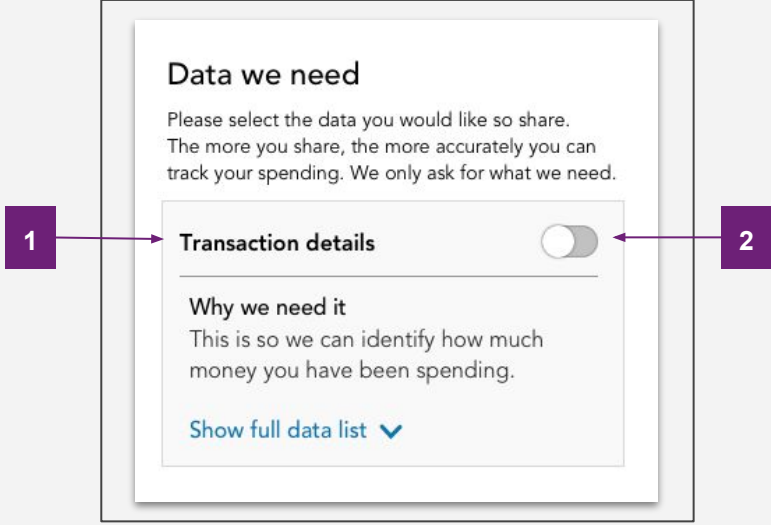 Data we need
Please select the data you would like so share.
The more you share, the more accurately you can
track your spending. We only ask for what we need.
1
Transaction details
2
Why we need it
This is so we can identify how much
money you have been spending.
Show full data list